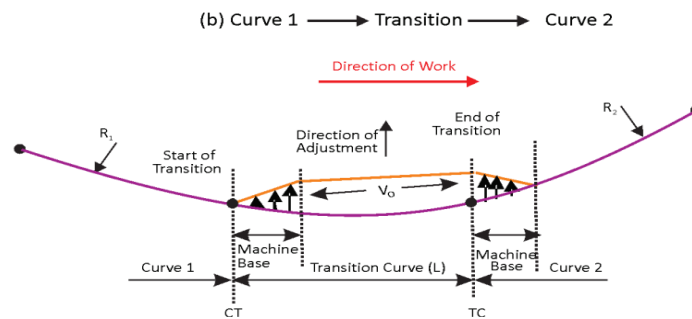 (b) Curve 1 Transition Curve 2
Direction of Work
R1
Start of
Transition
Direction of
Adjustment
End of
Transition
R2
Vo
Machine
Base
Machine
Base
Curve 1
Transition Curve (L)
Curve 2
CT
TC